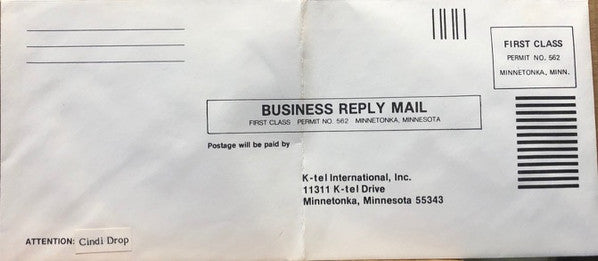 FIRST CLASS
PERMIT NO. 562
MINNETONKA, MINN.
BUSINESS REPLY MAIL
FIRST CLASS PERMIT NO. 562 MINNETONKA, MINNESOTA
Postage will be paid by
K-tel International, Inc.
11311 K-tel Drive
Minnetonka, Minnesota 55343
ATTENTION: Cindi Drop